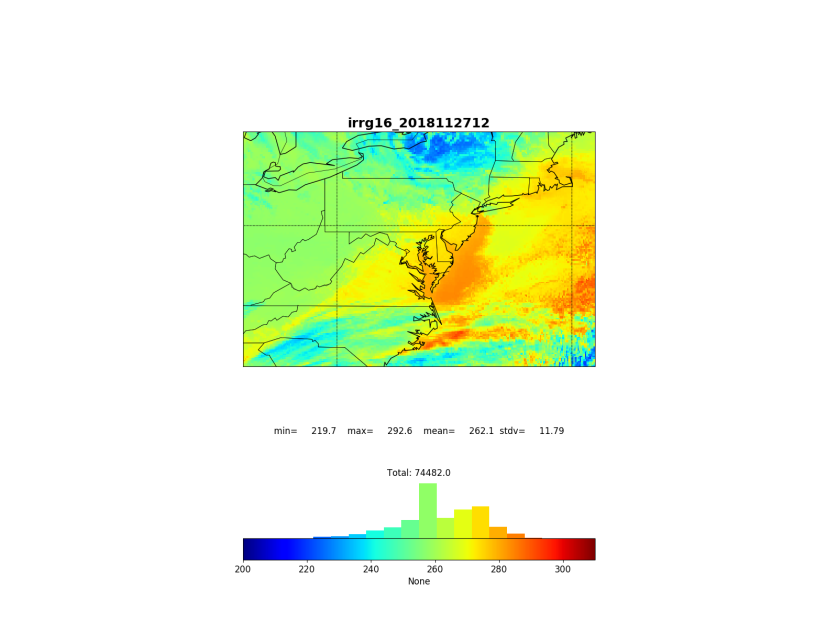 irrg16_2018112712
min= 219.7 max= 292.6 mean= 262.1 stdv= 11.79
Total: 74482.0
200 220 240 260 280 300
None